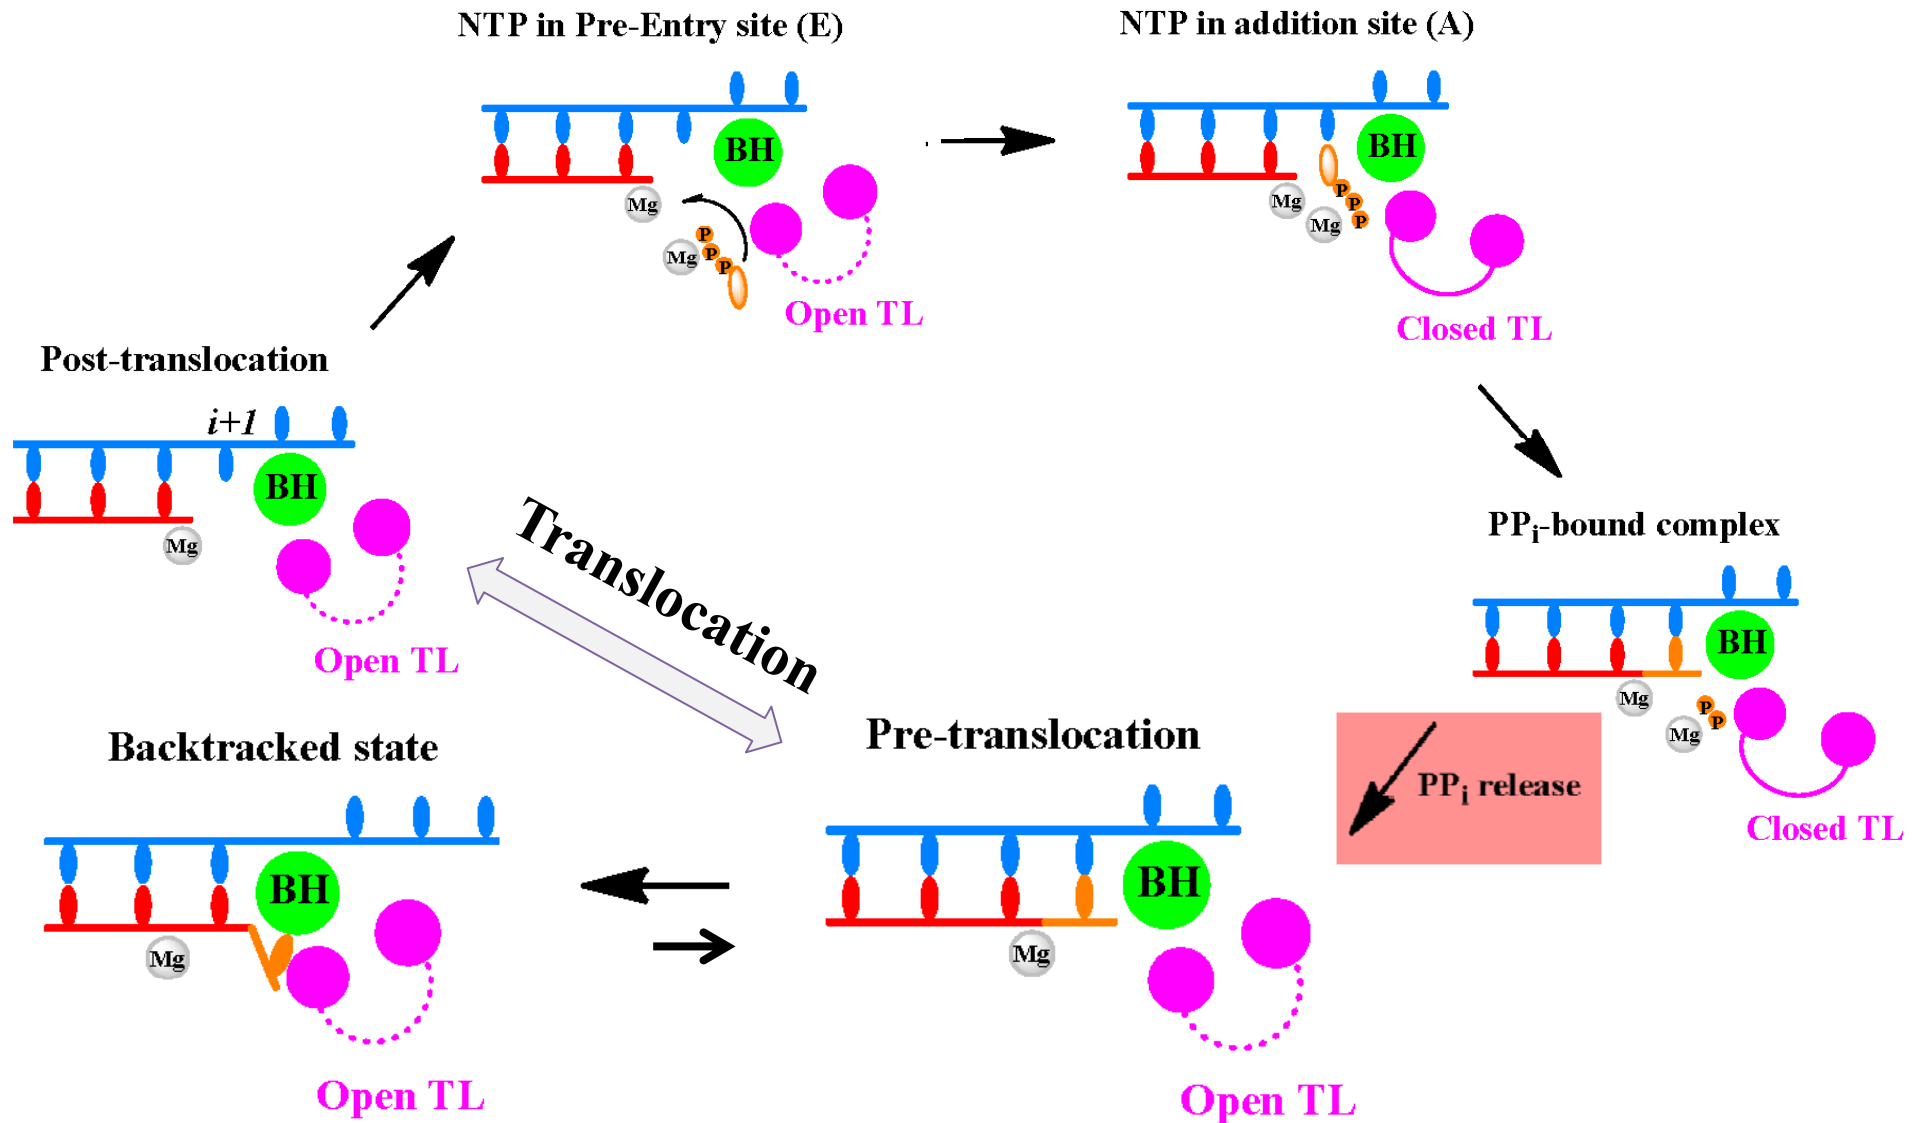 NTP in Pre-Entry site (E)
BH
Mg
Mg
P
P
P
Open TL
NTP in addition site (A)
BH
Mg
Mg
P
P
P
Closed TL
Post-translocation
i+1
BH
Mg
Open TL
Translocation
PPi-bound complex
BH
Mg
Mg
P
P
Closed TL
PPi release
Pre-translocation
BH
Mg
Open TL
Backtracked state
BH
Mg
Open TL